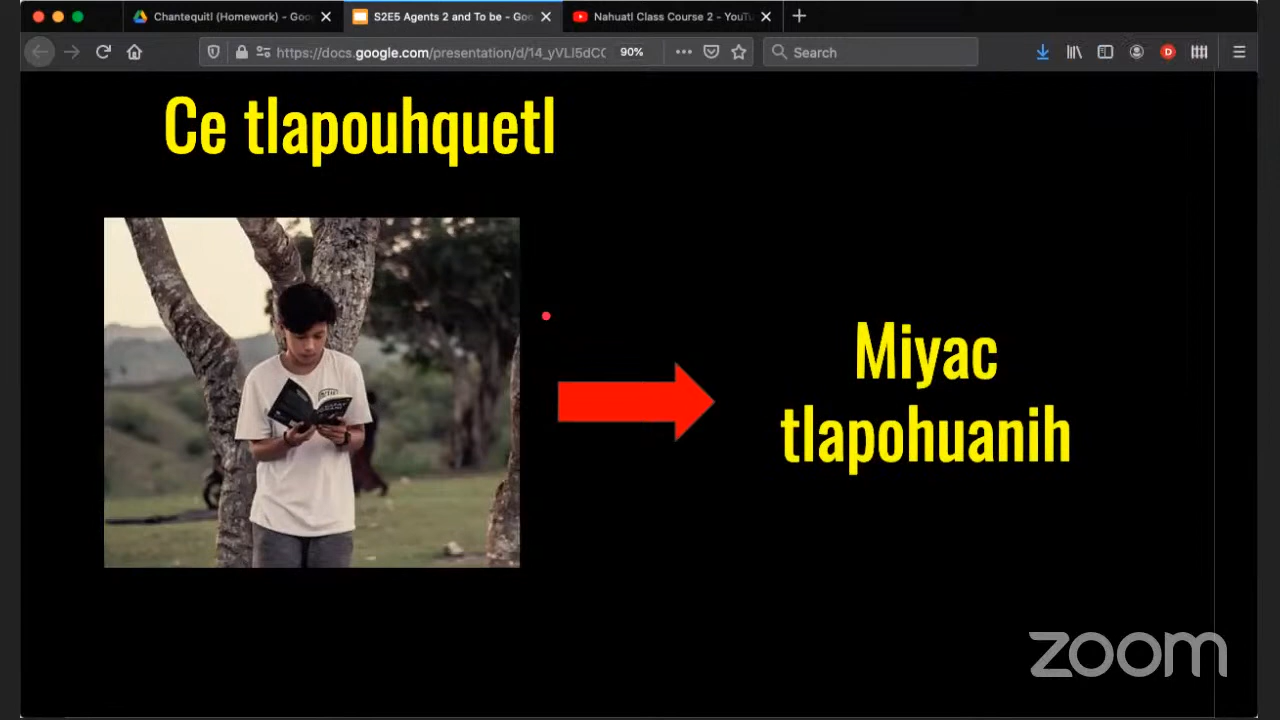 Chantequitl (Homework) - Goo
S2E5 Agents 2 and To be - Goo
Nahuatl Class Course 2 - YouTu
https://docs.google.com/presentation/d/14_yVLI5dC
90%
Search
Ce tlapouhquetl
Miyac
tlapohuanih
zoom